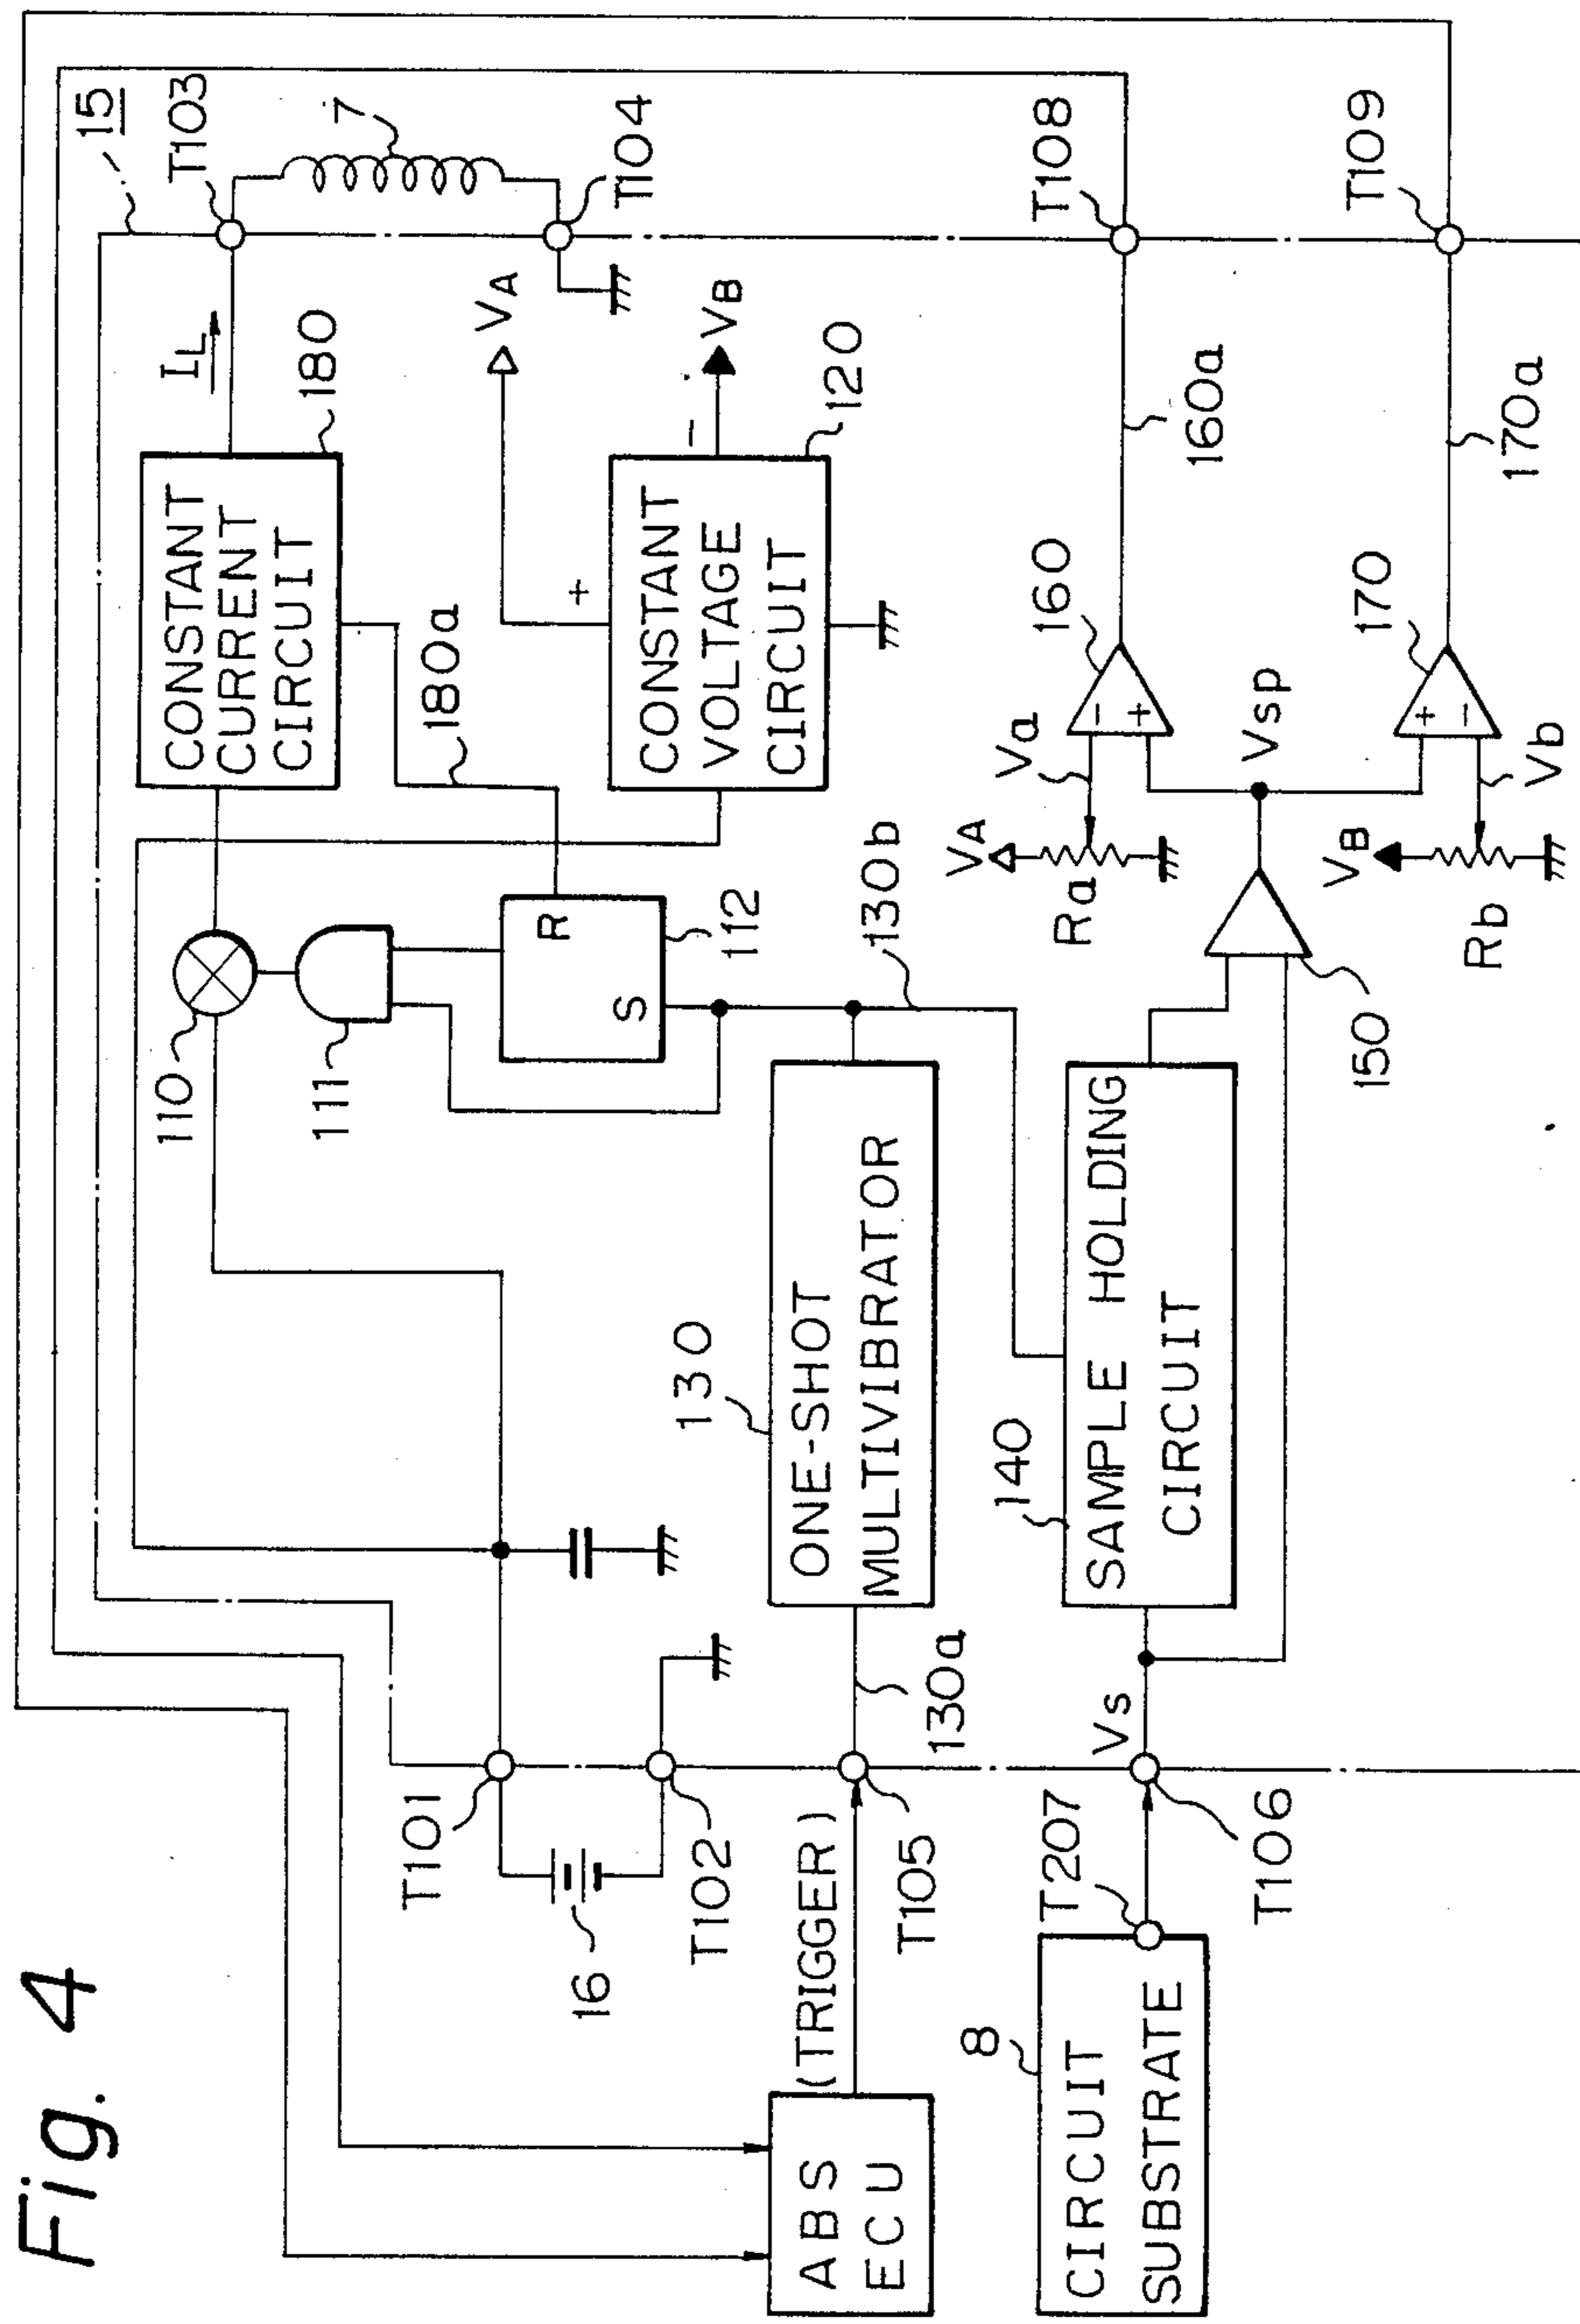 Fig. 4
15
T103
7
T104
T108
T109
IL
180
CONSTANT
CURRENT
CIRCUIT
180a
VA
+
−
VB
120
CONSTANT
VOLTAGE
CIRCUIT
160a
170a
160
170
−
+
+
−
Va
Vsp
Vb
VA
Ra
VB
Rb
110
111
R
S
112
130b
150
130
ONE-SHOT
MULTIVIBRATOR
140
SAMPLE HOLDING
CIRCUIT
130a
Vs
T101
16
T102
(TRIGGER)
T105
T207
T106
ABS
ECU
8
CIRCUIT
SUBSTRATE